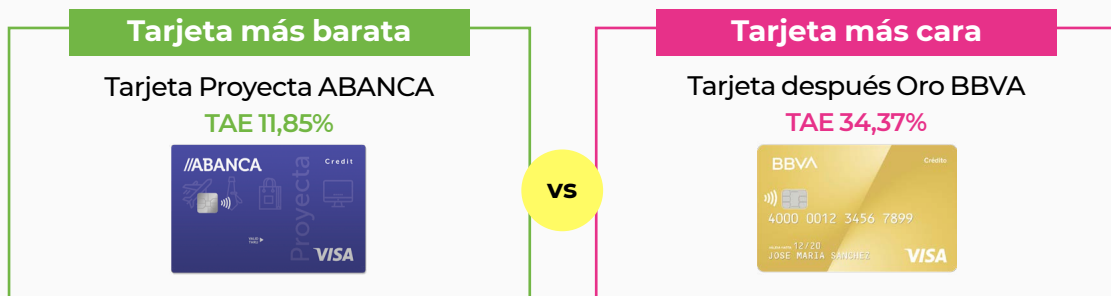 Tarjeta más barata
Tarjeta Proyecta ABANCA
TAE 11,85%
//ABANCA
Credit
Proyecta
VISA
vs
Tarjeta más cara
Tarjeta después Oro BBVA
TAE 34,37%
BBVA
Crédito
4000 0012 3456 7899
12/20
JOSE MARIA SANCHEZ
VISA